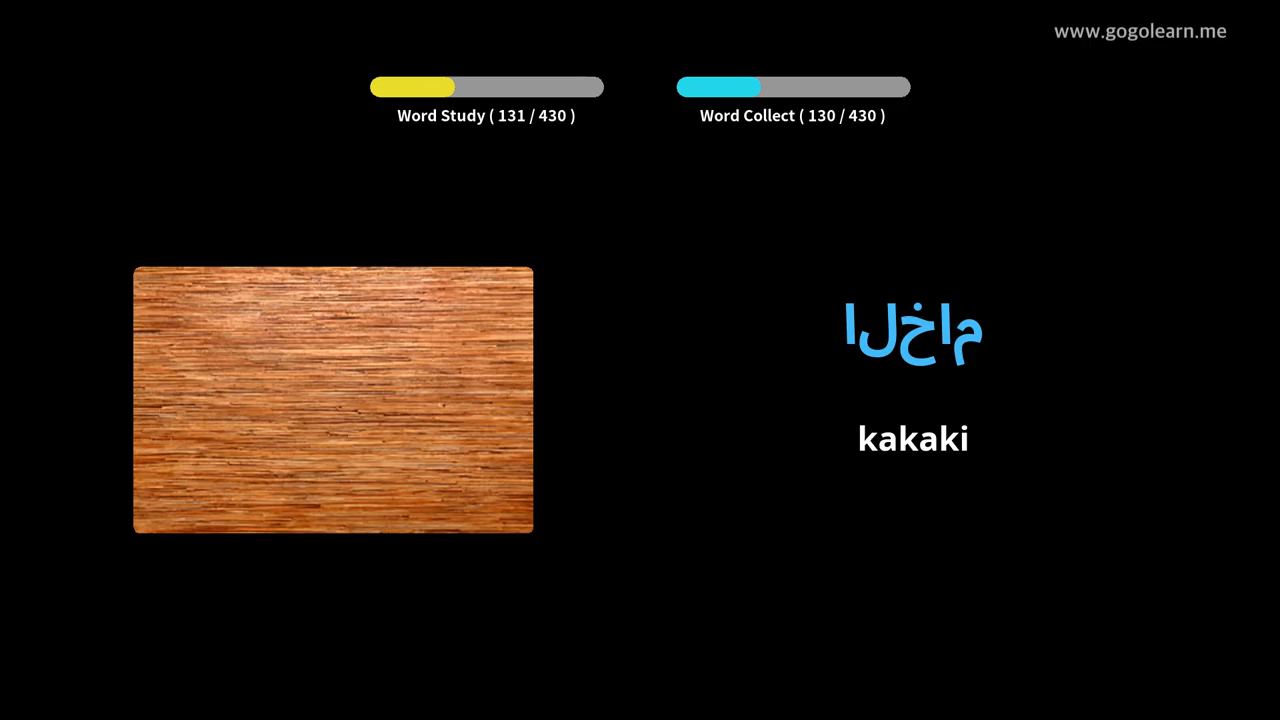 www.gogolearn.me
Word Study ( 131 / 430 )
Word Collect ( 130 / 430 )
الخام
kakaki